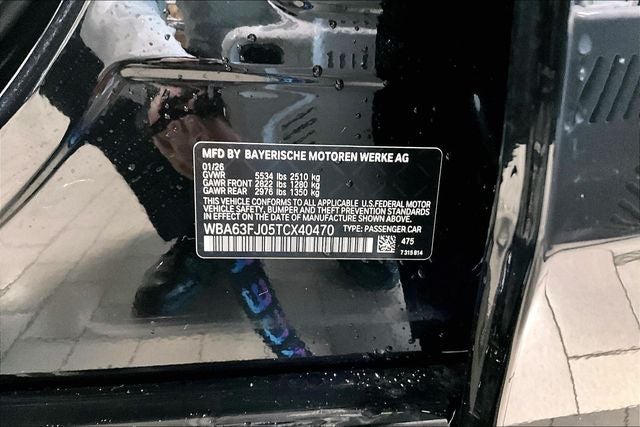 MFD BY BAYERISCHE MOTOREN WERKE AG
01/26
GVWR 5534 lbs 2510 kg
GAWR FRONT 2822 lbs 1280 kg
GAWR REAR 2976 lbs 1350 kg
THIS VEHICLE CONFORMS TO ALL APPLICABLE U.S.FEDERAL MOTOR
VEHICLE SAFETY, BUMPER AND THEFT PREVENTION STANDARDS
IN EFFECT ON THE DATE OF MANUFACTURE SHOWN ABOVE.
WBA63FJ05TCX40470 TYPE: PASSENGER CAR
475
7 315 814